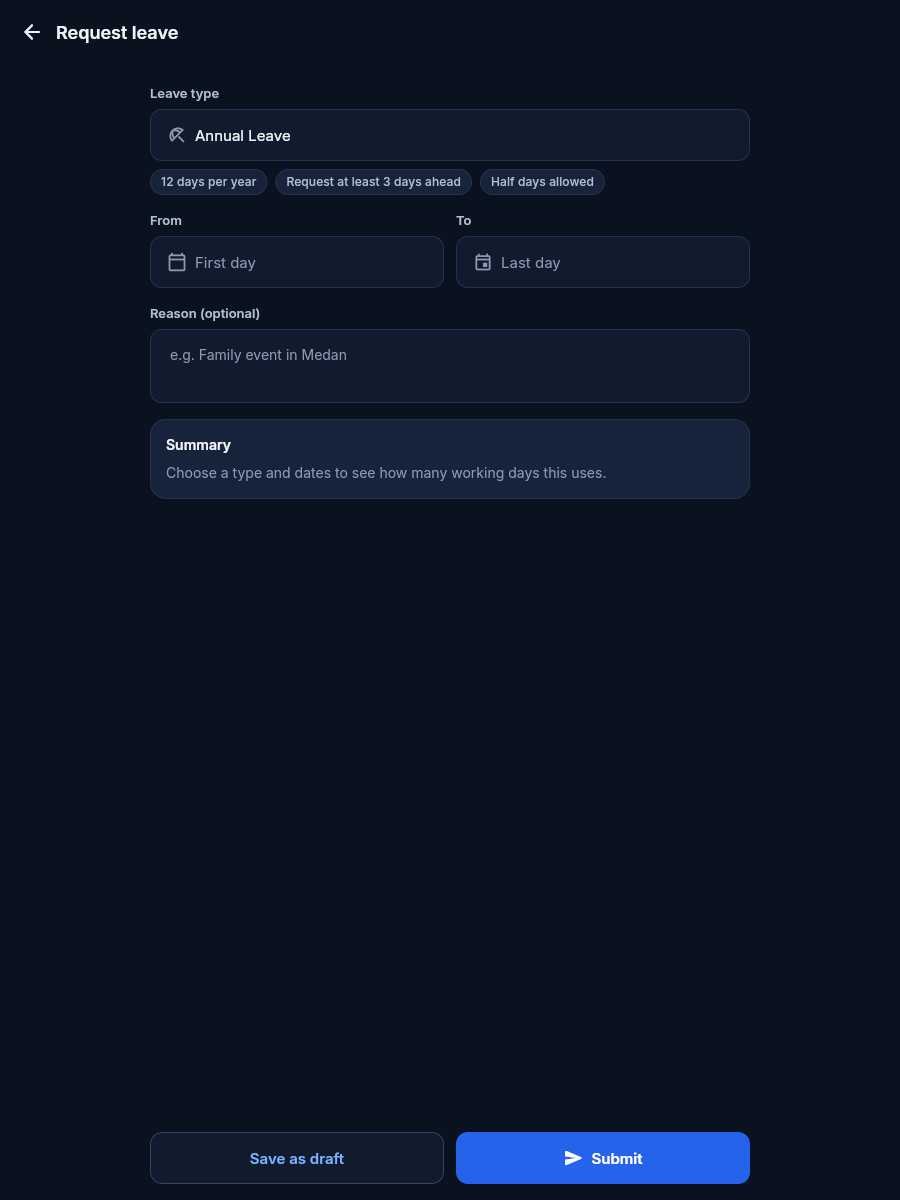 Request leave
Leave type
Annual Leave
12 days per year Request at least 3 days ahead Half days allowed
From To
First day Last day
Reason (optional)
e.g. Family event in Medan
Summary
Choose a type and dates to see how many working days this uses.
Save as draft Submit